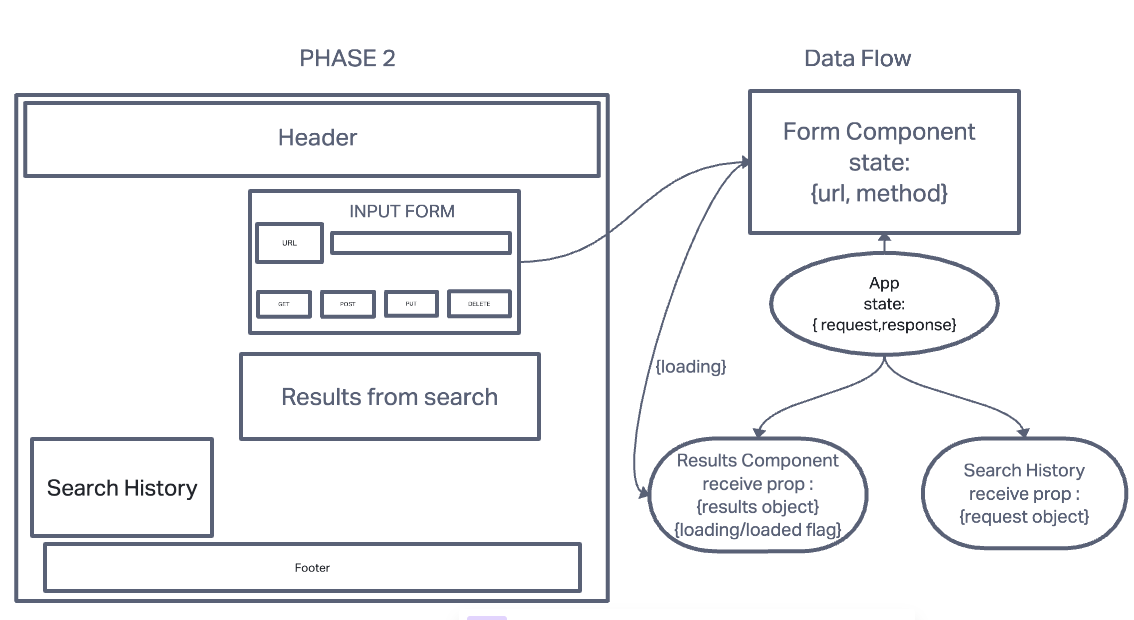 PHASE 2
Header
INPUT FORM
URL
GET
POST
PUT
DELETE
Results from search
Search History
Footer
Data Flow
Form Component
state:
{url, method}
App
state:
{ request,response}
{loading}
Results Component
receive prop :
{results object}
{loading/loaded flag}
Search History
receive prop :
{request object}